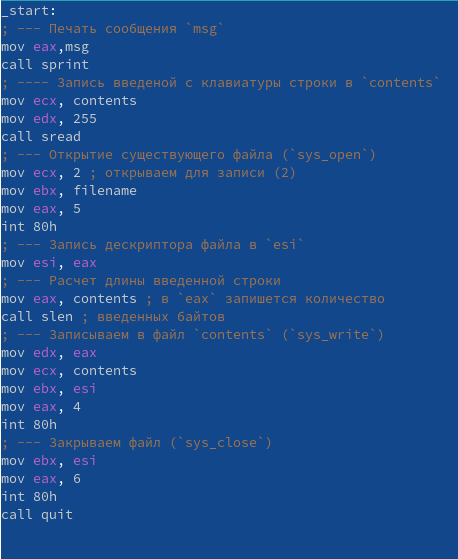 _start:
; --- Печать сообщения `msg`
mov eax,msg
call sprint
; ---- Запись введеной с клавиатуры строки в `contents`
mov ecx, contents
mov edx, 255
call sread
; --- Открытие существующего файла (`sys_open`)
mov ecx, 2 ; открываем для записи (2)
mov ebx, filename
mov eax, 5
int 80h
; --- Запись дескриптора файла в `esi`
mov esi, eax
; --- Расчет длины введенной строки
mov eax, contents ; в `eax` запишется количество
call slen ; введенных байтов
; --- Записываем в файл `contents` (`sys_write`)
mov edx, eax
mov ecx, contents
mov ebx, esi
mov eax, 4
int 80h
; --- Закрываем файл (`sys_close`)
mov ebx, esi
mov eax, 6
int 80h
call quit